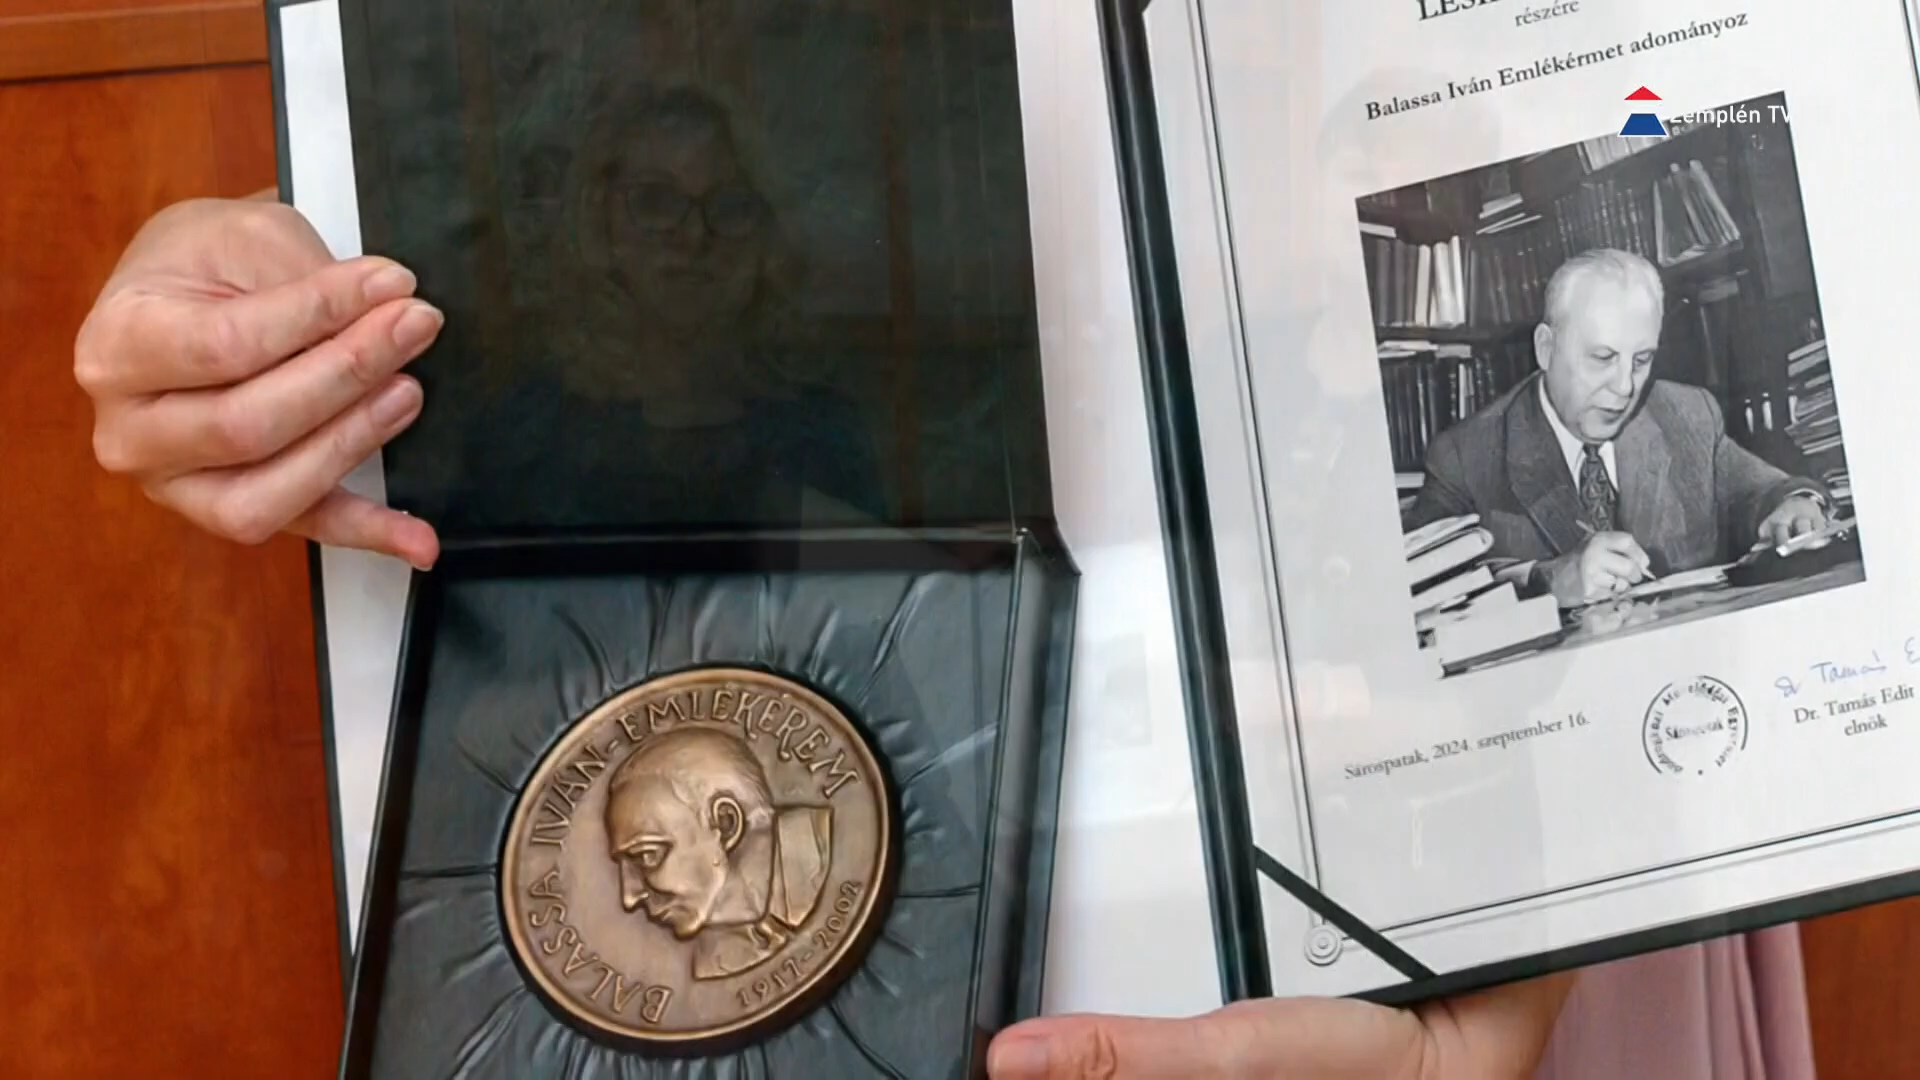 részére
Balassa Iván Emlékérmet adományoz
Zemplén TV
BALASSA IVÁN-EMLÉKÉREM
1917-2002
Sárospatak, 2024. szeptember 16.
Sárospatak
Dr. Tamás Edit
elnök